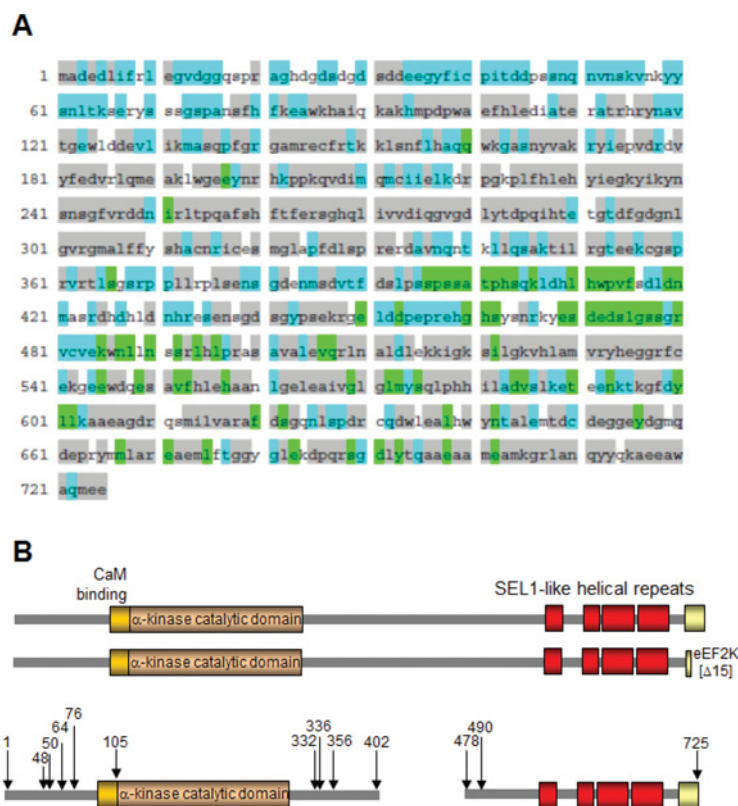 A
1 madedlifrl egvdggqspr aghdgdsdgd sddeegyfic pitddpssnq nvnskvnkyy
61 snltkserys ssgspansfh fkeawkhaiq kakhmpdpwa efhlediate ratrhrynav
121 tgewlddevl ikmasqpfgr gamrecfrtk klsnflhaqq wkgasnyvak ryiepvdrdv
181 yfedvrlqme aklwgeeynr hkppkqvdim qmciielkdr pgkplfhleh yiegkyikyn
241 snsgfvrddn irltpqafsh ftfersghql ivvdiqgvgd lytdpqihte tgtdfgdgnl
301 gvrgmalffy shacnrices mglapfdlsp rerdavnqnt kllqsaktil rgteekcgsp
361 rvrtlsgsrp pllrplsens gdenmsdvtf dslpsspssa tphsqkldhl hwpvfsdldn
421 masrdhdhld nhresensgd sgypsekrge lddpeprehg hsysnrkyes dedslgssgr
481 vcvekwnlln ssrlhlpras avalevqrln aldlekkigk silgkvhlam vryheggrfc
541 ekgeewdqes avfhlehaan lgeleaivgl glmysqlphh iladvslket eenktkgfdy
601 llkaaeagdr qsmilvaraf dsgqnlspdr cqdwlealhw yntalemtdc deggeydgmq
661 deprymmlar eaemlftggy glekdpqrsg dlytqaaeaa meamkgrlan qyyqkaeeaw
721 aqmee
B
CaM
binding
SEL1-like helical repeats
α-kinase catalytic domain
α-kinase catalytic domain
eEF2K
[Δ15]
1 48 50 64 76 105 332 336 356 402 478 490 725
α-kinase catalytic domain